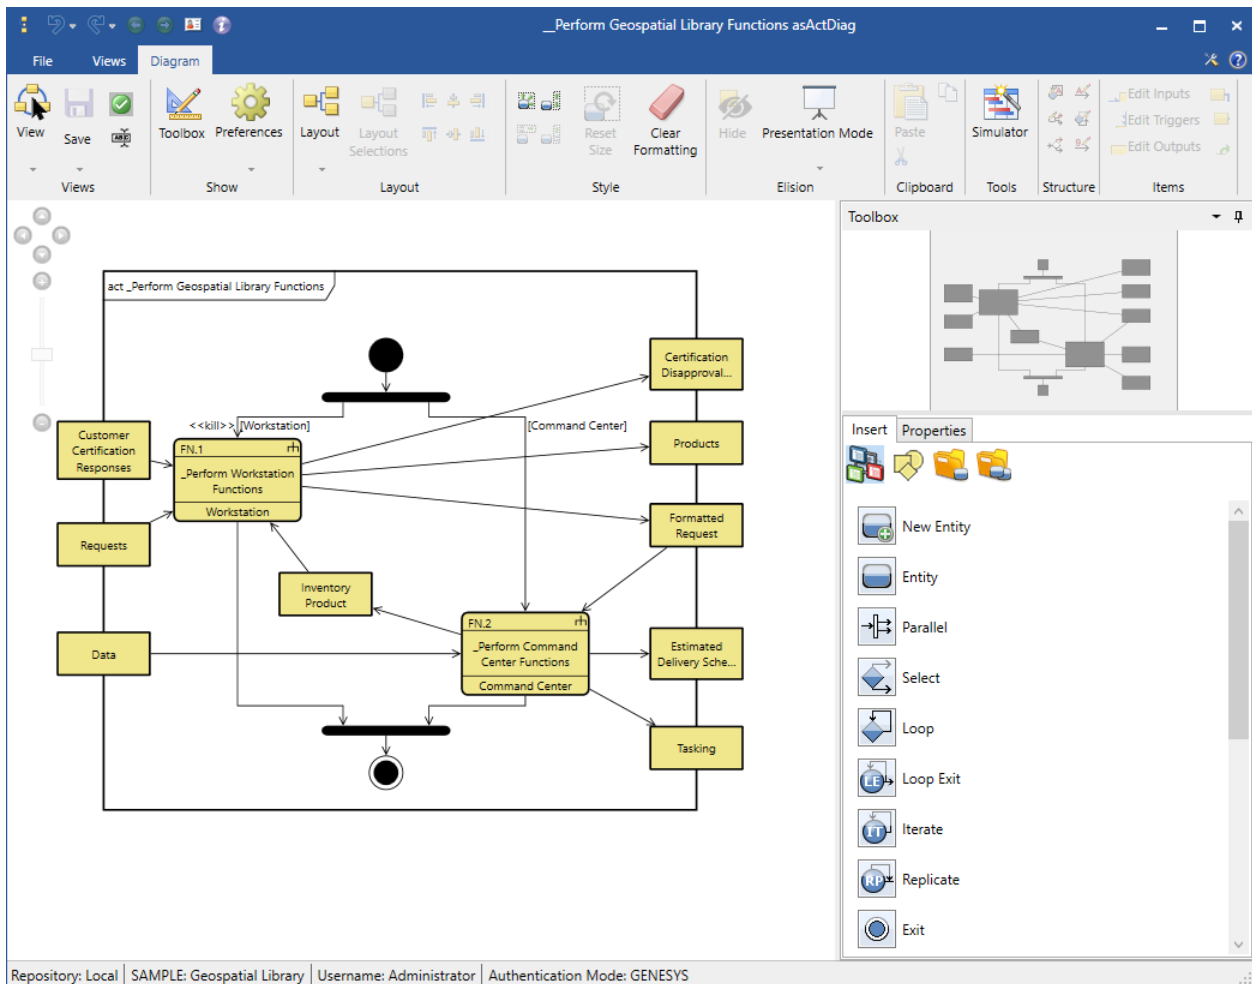 __Perform Geospatial Library Functions asActDiag
File Views Diagram
View
Save
Views
Toolbox
Preferences
Show
Layout
Layout
Selections
Layout
Reset
Size
Clear
Formatting
Style
Hide
Presentation Mode
Elision
Paste
Clipboard
Simulator
Tools
Structure
Edit Inputs
Edit Triggers
Edit Outputs
Items
act _Perform Geospatial Library Functions
Customer
Certification
Responses
Requests
Data
<<kill>> [Workstation]
[Command Center]
FN.1
_Perform Workstation
Functions
Workstation
Inventory
Product
FN.2
_Perform Command
Center Functions
Command Center
Certification
Disapproval...
Products
Formatted
Request
Estimated
Delivery Sche...
Tasking
Toolbox
Insert Properties
New Entity
Entity
Parallel
Select
Loop
LE Loop Exit
IT Iterate
RP Replicate
Exit
Repository: Local SAMPLE: Geospatial Library Username: Administrator Authentication Mode: GENESYS